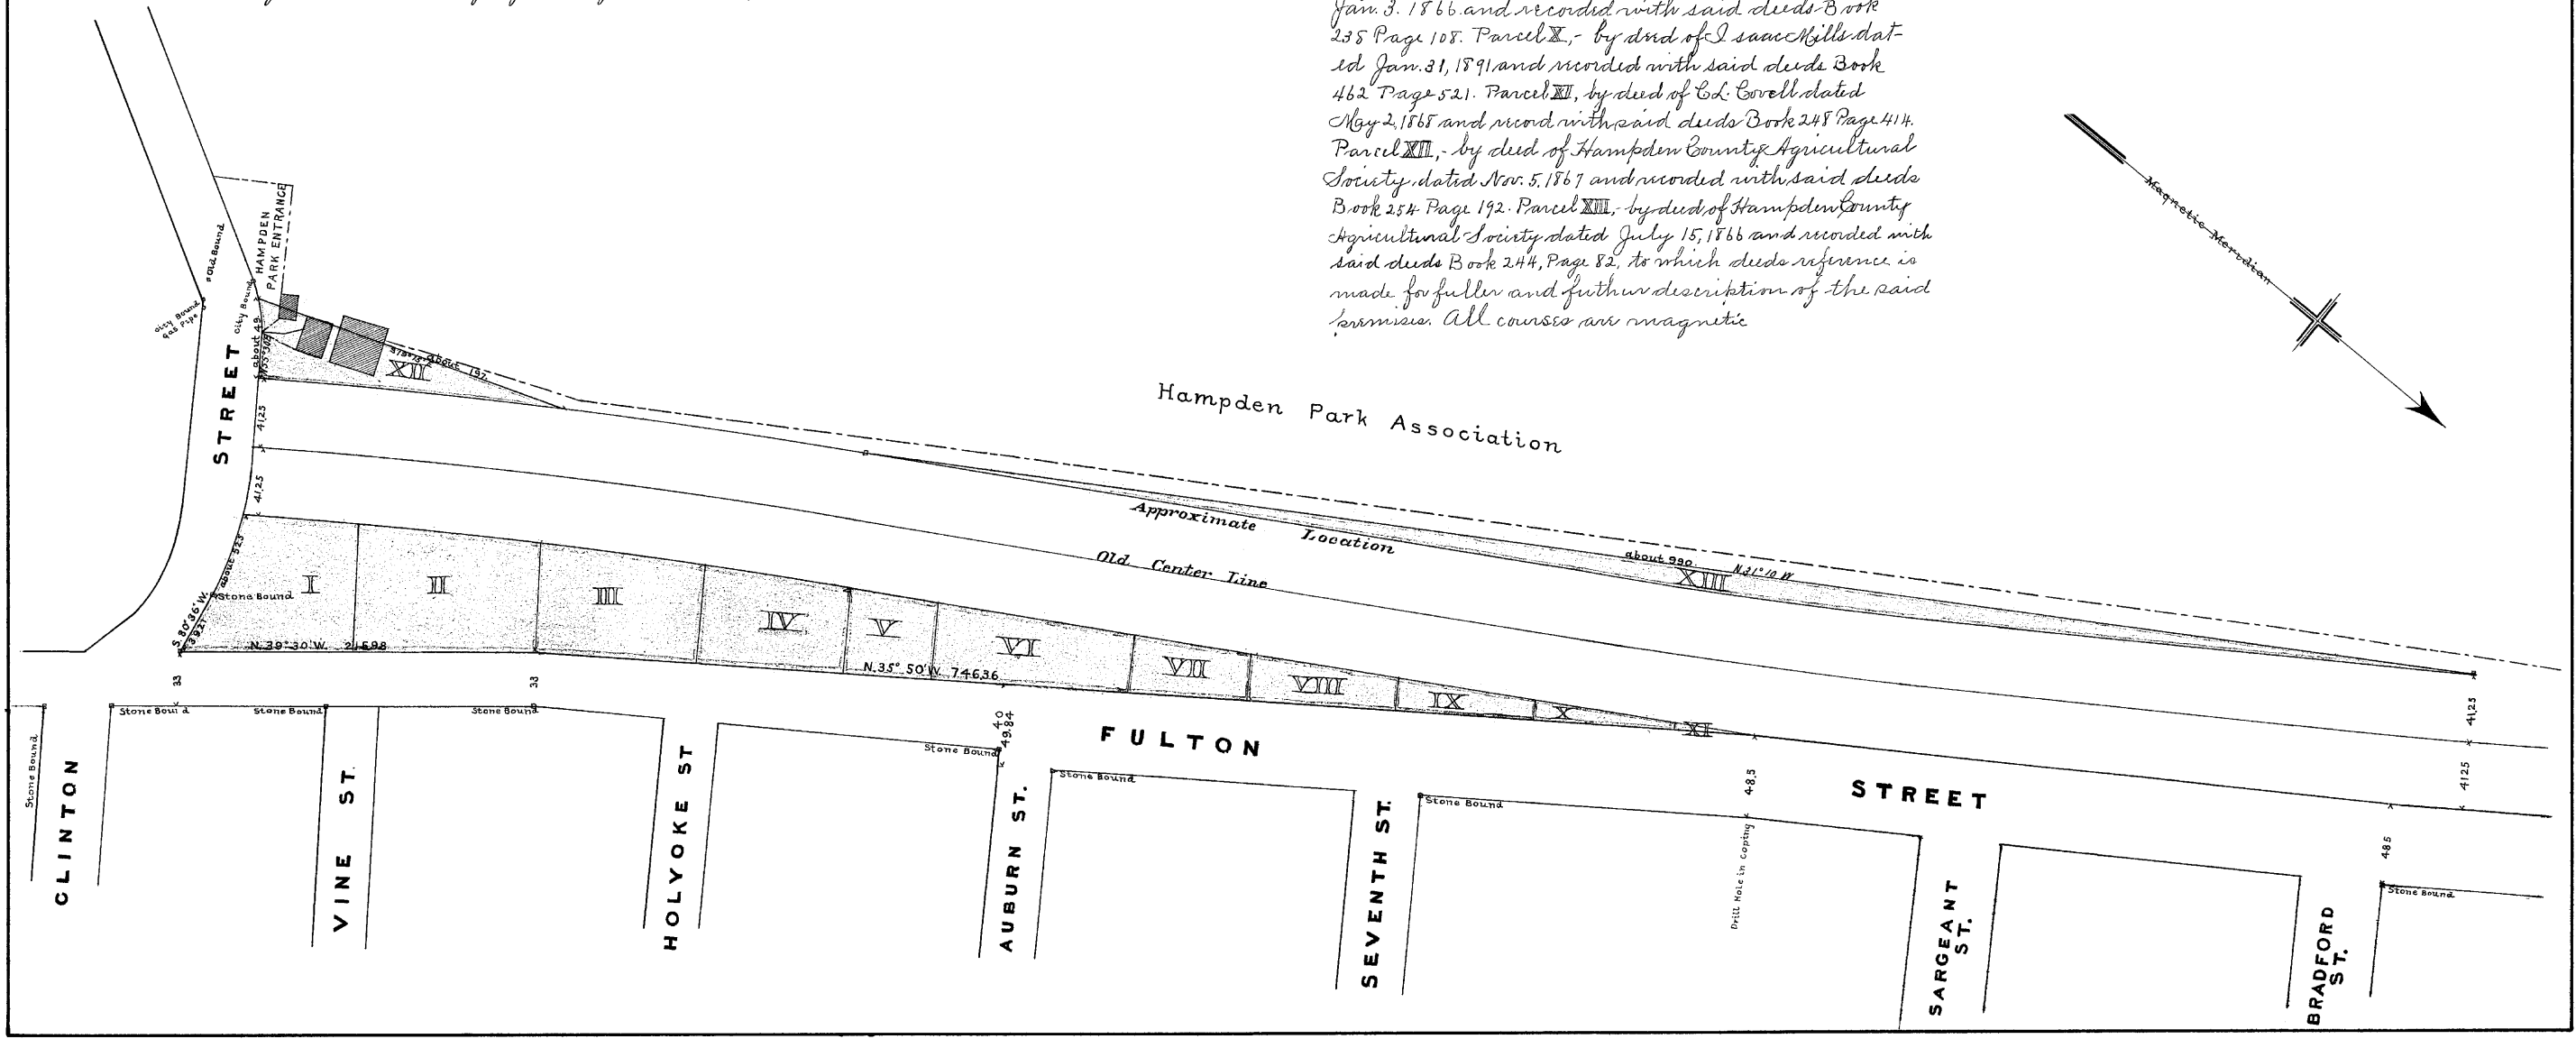 Jan. 3. 1866 and recorded with said deeds Book
235 Page 108. Parcel X,- by deed of Isaac Mills dat-
ed Jan. 31, 1891 and recorded with said deeds Book
462 Page 521. Parcel XI, by deed of C.L. Covell dated
May 2, 1868 and record with said deeds Book 248 Page 414.
Parcel XII,- by deed of Hampden County Agricultural
Society dated Nov. 5, 1867 and recorded with said deeds
Book 254 Page 192. Parcel XIII,- by deed of Hampden County
Agricultural Society dated July 15, 1866 and recorded with
said deeds Book 244, Page 82, to which deeds reference is
made for fuller and futhur description of the said
premises. All courses are magnetic
Magnetic Meridian
Old Bound
HAMPDEN
PARK ENTRANCE
City Bound
Gas Pipe
City Bound
about 49.
about 197.
XII
STREET
41.25
41.25
Hampden Park Association
Approximate Location
Old Center Line
about 990. N.31°10'W
XIII
about 52.3
S.80°36'W.
39.21
Stone Bound
I
II
III
IV
V
VI
VII
VIII
IX
X
XI
N.39°30'W. 215.98
N.35°50'W. 746.36
33
33
40
49.84
48.5
41.25
41.25
48.5
Stone Bound
Stone Bound
Stone Bound
Stone Bound
Stone Bound
Stone Bound
Stone Bound
Stone Bound
Drill Hole in Coping
FULTON STREET
CLINTON
VINE ST.
HOLYOKE ST
AUBURN ST.
SEVENTH ST.
SARGEANT
ST.
BRADFORD
ST.